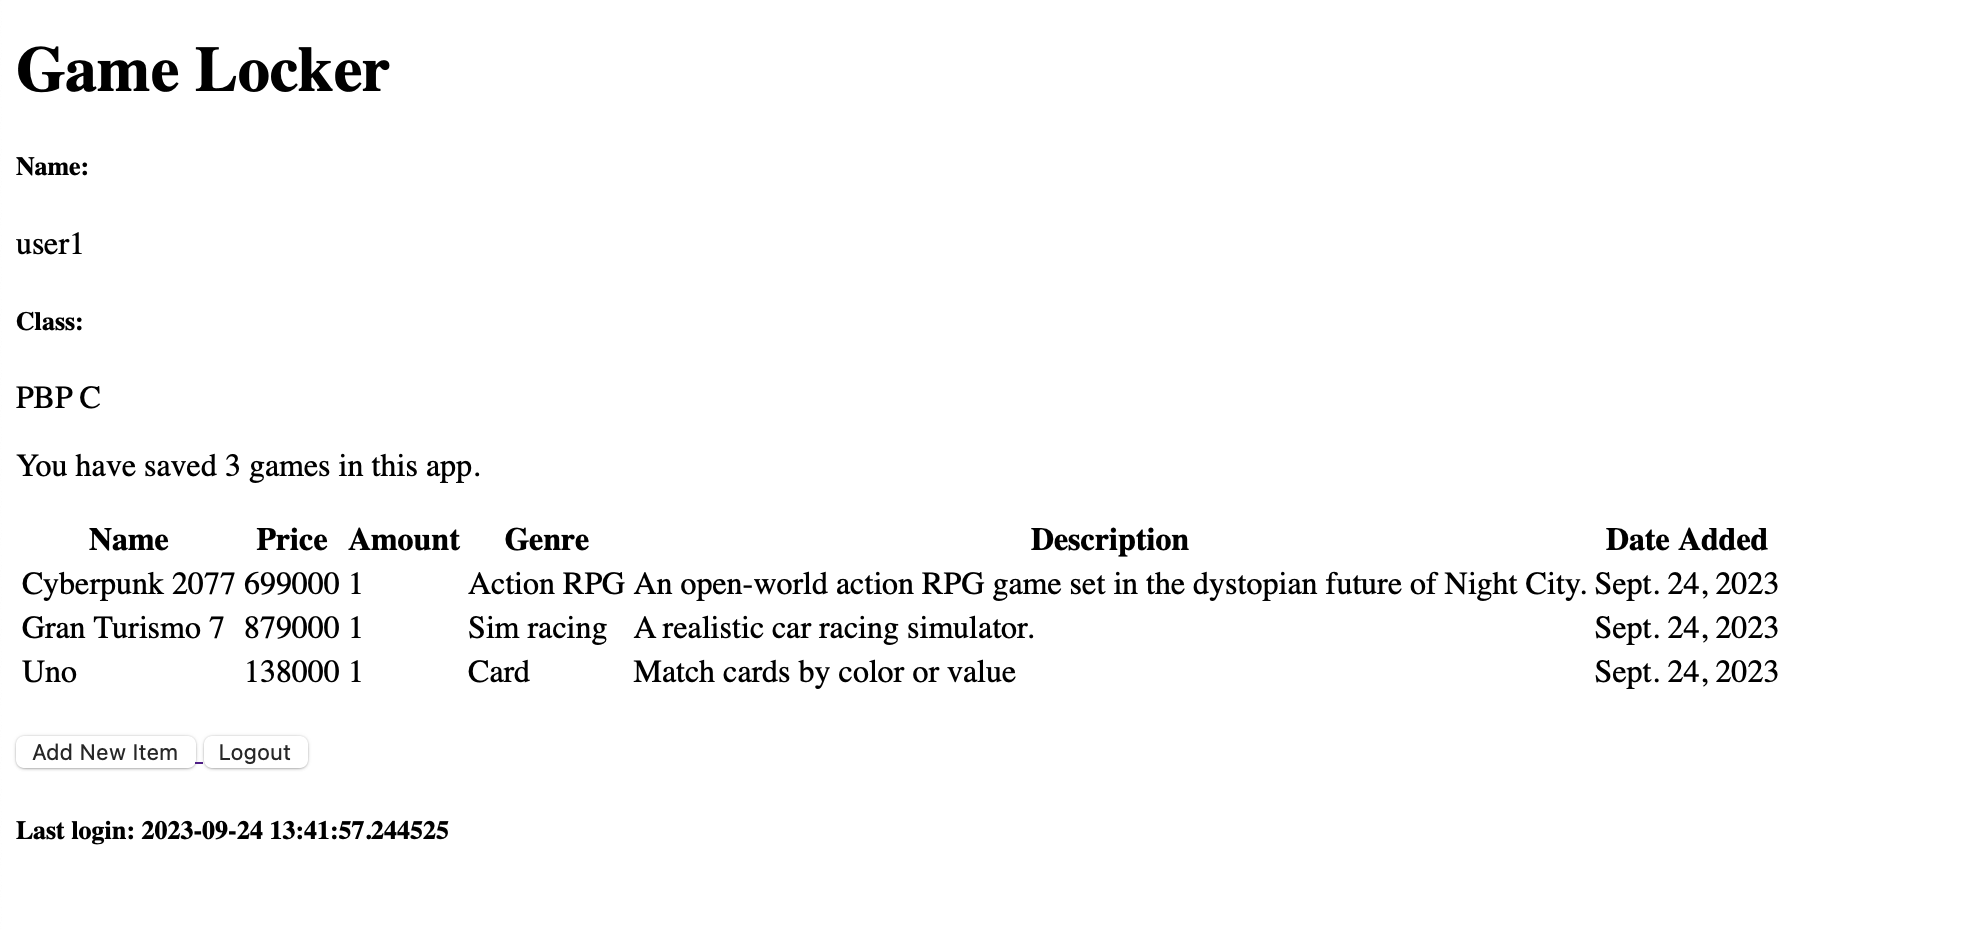 Game Locker
Name:
user1
Class:
PBP C
You have saved 3 games in this app.
Name Price Amount Genre Description Date Added
Cyberpunk 2077 699000 1 Action RPG An open-world action RPG game set in the dystopian future of Night City. Sept. 24, 2023
Gran Turismo 7 879000 1 Sim racing A realistic car racing simulator. Sept. 24, 2023
Uno 138000 1 Card Match cards by color or value Sept. 24, 2023
Add New Item Logout
Last login: 2023-09-24 13:41:57.244525